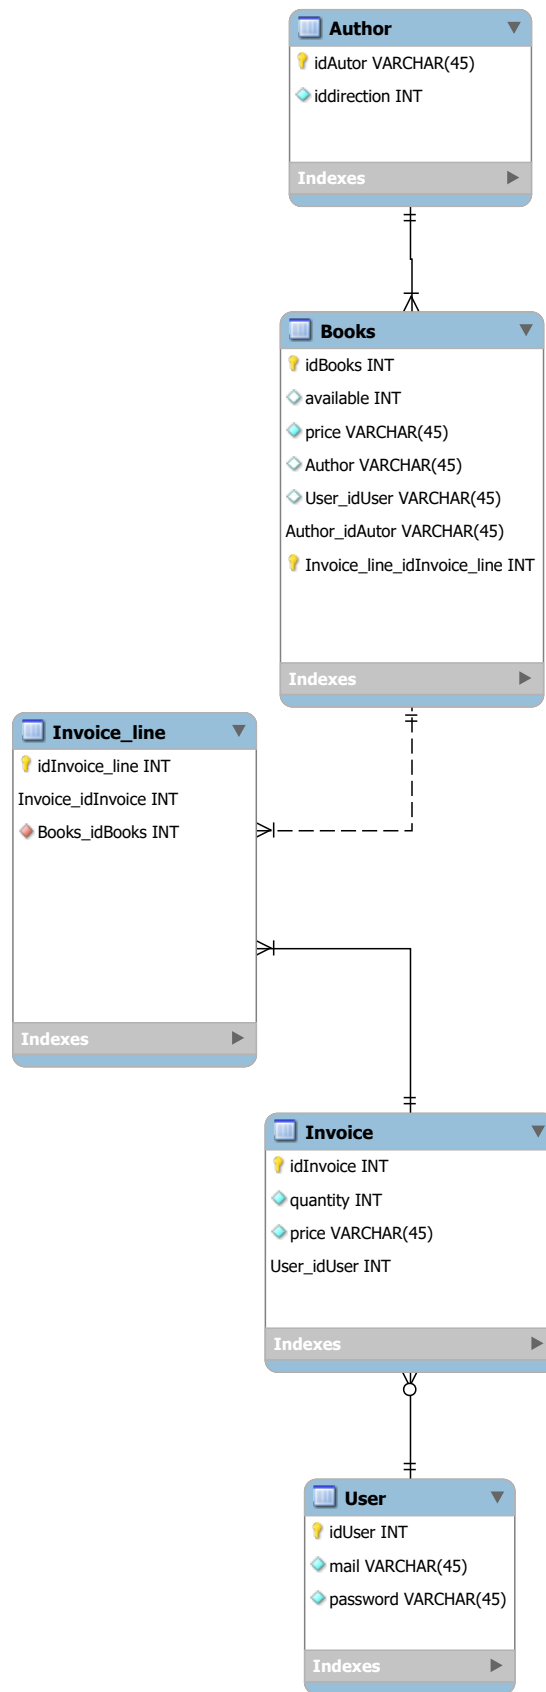 Author
idAutor VARCHAR(45)
iddirection INT
Indexes
Books
idBooks INT
available INT
price VARCHAR(45)
Author VARCHAR(45)
User_idUser VARCHAR(45)
Author_idAutor VARCHAR(45)
Invoice_line_idInvoice_line INT
Indexes
Invoice_line
idInvoice_line INT
Invoice_idInvoice INT
Books_idBooks INT
Indexes
Invoice
idInvoice INT
quantity INT
price VARCHAR(45)
User_idUser INT
Indexes
User
idUser INT
mail VARCHAR(45)
password VARCHAR(45)
Indexes